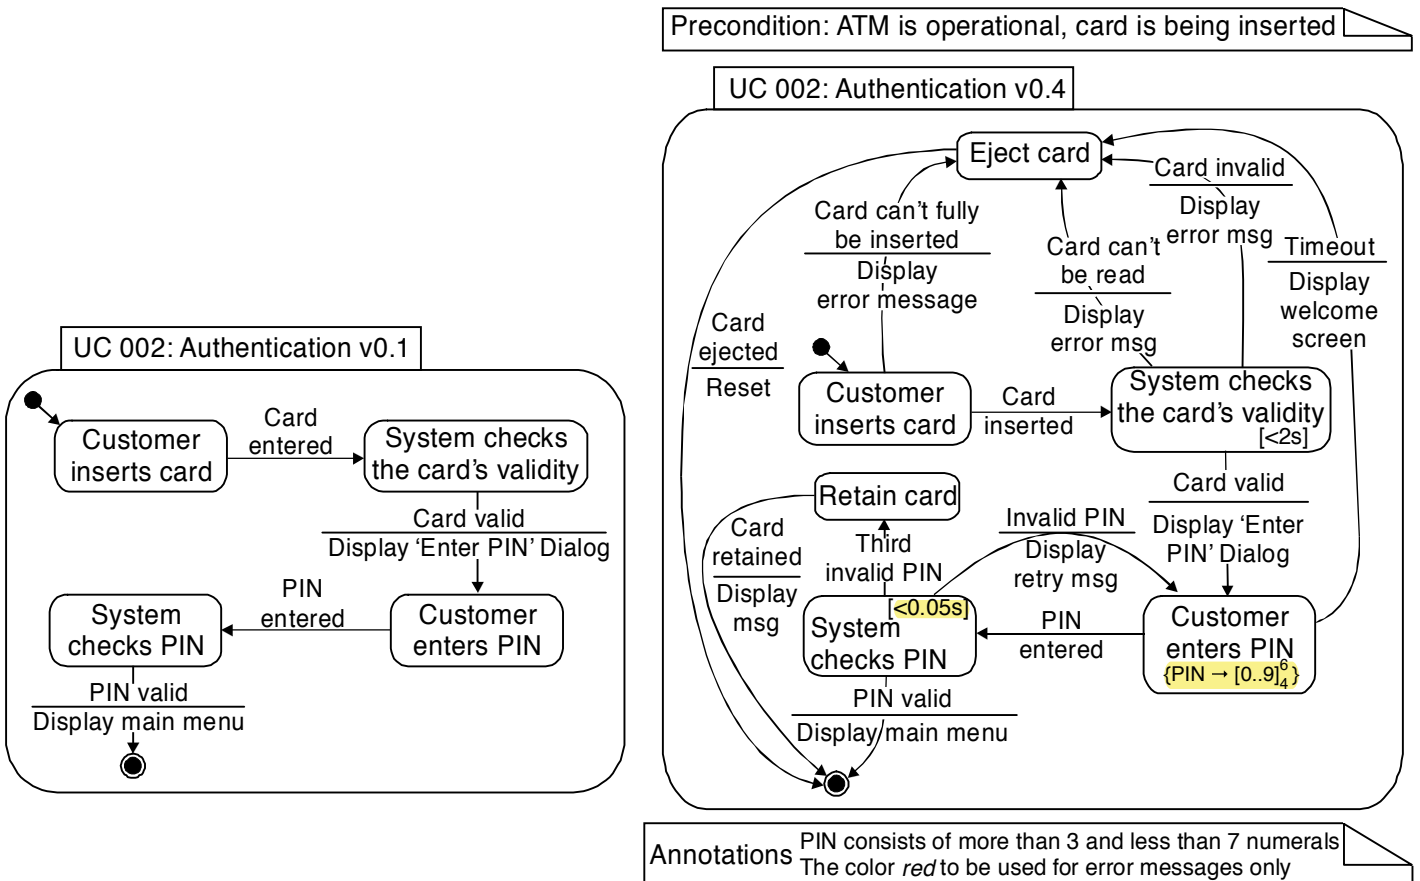 Precondition: ATM is operational, card is being inserted
UC 002: Authentication v0.1
Customer
inserts card
Card
entered
System checks
the card's validity
Card valid
Display ‘Enter PIN’ Dialog
Customer
enters PIN
PIN
entered
System
checks PIN
PIN valid
Display main menu
UC 002: Authentication v0.4
Eject card
Card can't fully
be inserted
Display
error message
Card can't
be read
Display
error msg
Card invalid
Display
error msg
Timeout
Display
welcome
screen
Card
ejected
Reset
Customer
inserts card
Card
inserted
System checks
the card's validity
[<2s]
Retain card
Card
retained
Display
msg
Third
invalid PIN
Invalid PIN
Display
retry msg
Card valid
Display ‘Enter
PIN’ Dialog
[<0.05s]
System
checks PIN
PIN
entered
Customer
enters PIN
{PIN → [0..9]⁶₄}
PIN valid
Display main menu
Annotations
PIN consists of more than 3 and less than 7 numerals
The color red to be used for error messages only